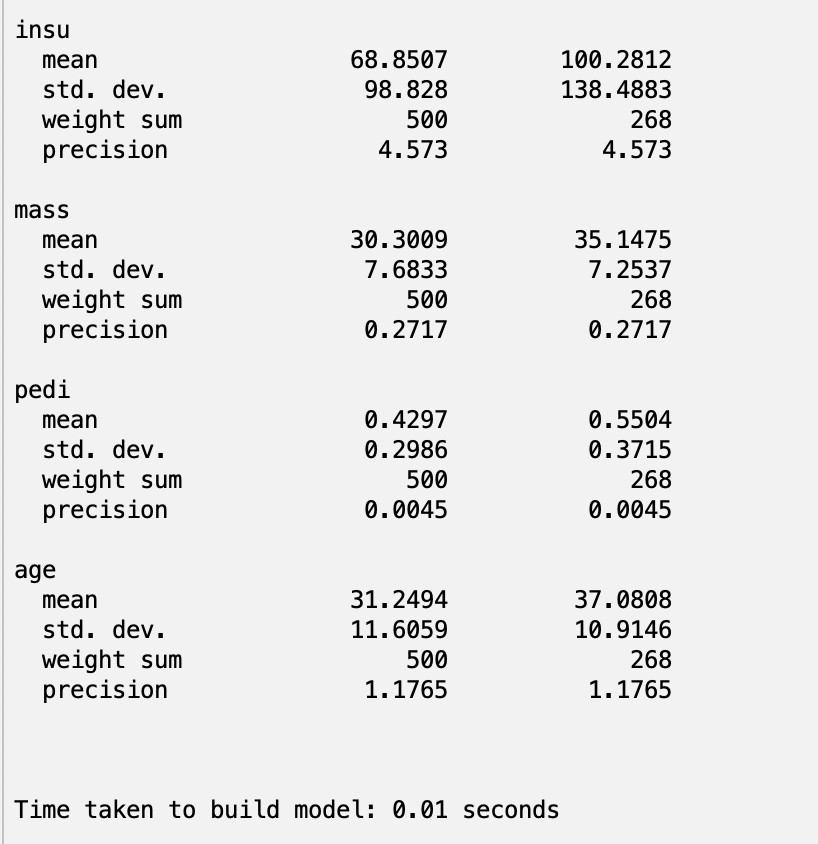 insu
mean 68.8507 100.2812
std. dev. 98.828 138.4883
weight sum 500 268
precision 4.573 4.573
mass
mean 30.3009 35.1475
std. dev. 7.6833 7.2537
weight sum 500 268
precision 0.2717 0.2717
pedi
mean 0.4297 0.5504
std. dev. 0.2986 0.3715
weight sum 500 268
precision 0.0045 0.0045
age
mean 31.2494 37.0808
std. dev. 11.6059 10.9146
weight sum 500 268
precision 1.1765 1.1765
Time taken to build model: 0.01 seconds